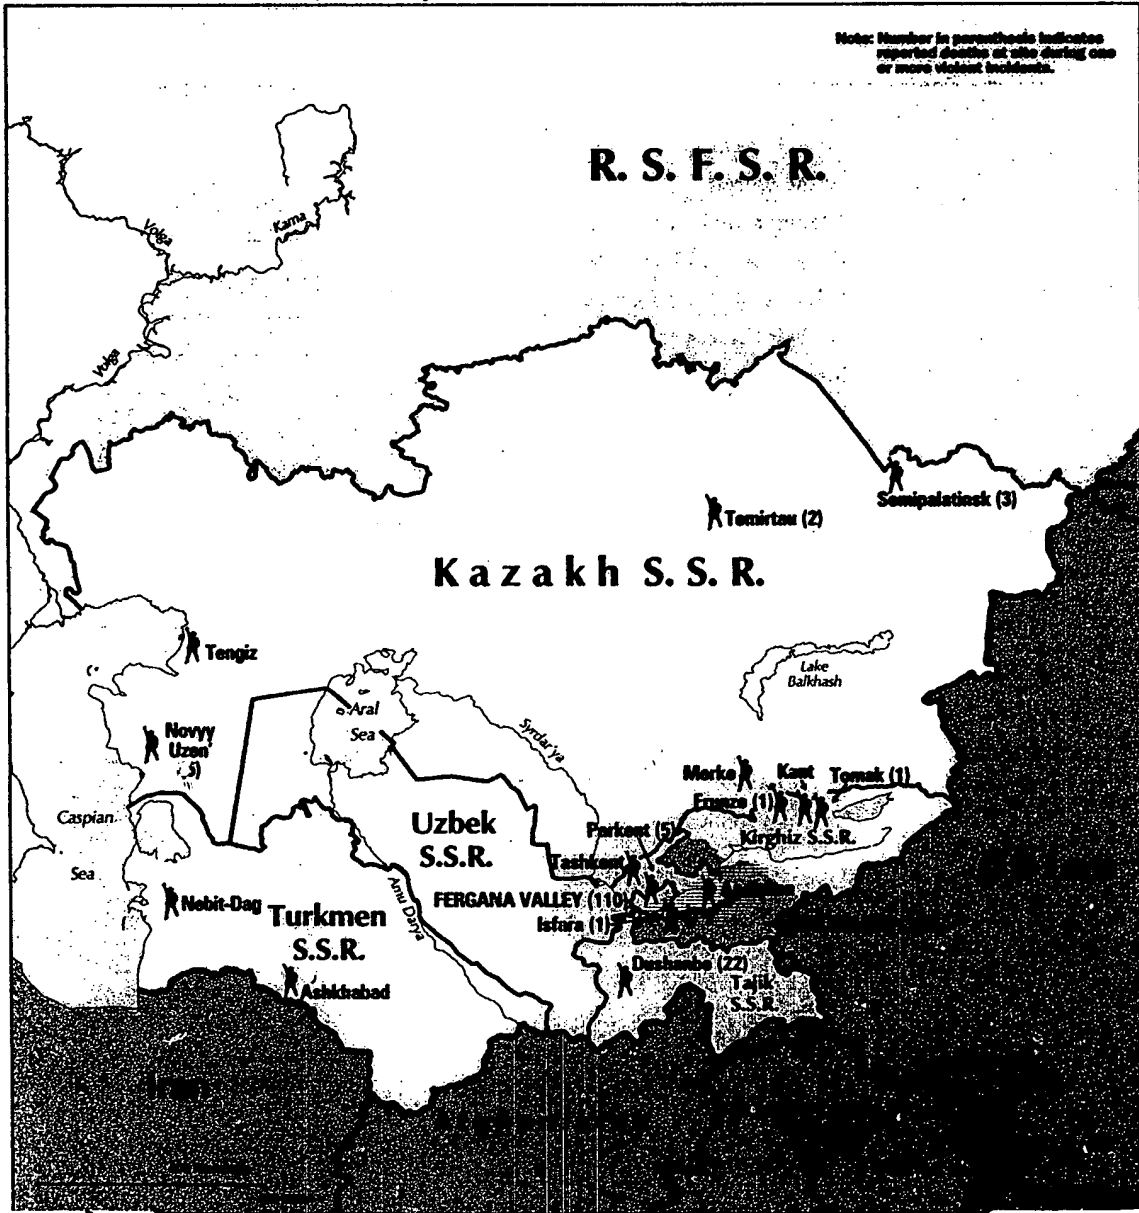 Note: Number in parenthesis indicates
reported deaths at site during one
or more violent incidents.
R. S. F. S. R.
Volga
Kama
Volga
Semipalatinsk (3)
Temirtau (2)
Kazakh S. S. R.
Tengiz
Lake
Balkhash
Aral
Sea
Syrdar'ya
Novyy
Uzen'
Merke
Kant
Tomak (1)
Frunze (1)
Kirghiz S.S.R.
Caspian
Sea
Uzbek
S.S.R.
Parkent (5)
Tashkent
FERGANA VALLEY (110)
Isfara (1)
Amu Darya
Nebit-Dag
Turkmen
S.S.R.
Dushanbe (22)
Tajik
S.S.R.
Ashkhabad